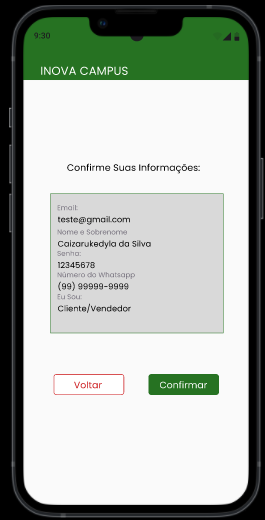 9:30
INOVA CAMPUS
Confirme Suas Informações:
Email:
teste@gmail.com
Nome e Sobrenome
Caizarukedyla da Silva
Senha:
12345678
Número do Whatsapp
(99) 99999-9999
Eu Sou:
Cliente/Vendedor
Voltar
Confirmar